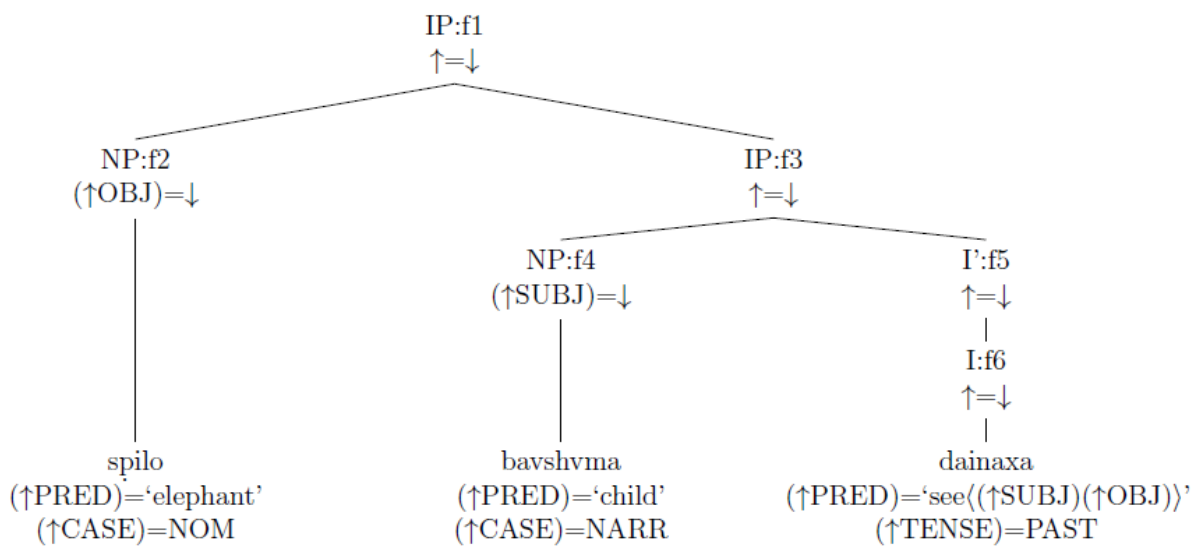 IP:f1
↑=↓
NP:f2 IP:f3
(↑OBJ)=↓ ↑=↓
NP:f4 I':f5
(↑SUBJ)=↓ ↑=↓
I:f6
↑=↓
spilo bavshvma dainaxa
(↑PRED)=‘elephant’ (↑PRED)=‘child’ (↑PRED)=‘see⟨(↑SUBJ)(↑OBJ)⟩’
(↑CASE)=NOM (↑CASE)=NARR (↑TENSE)=PAST